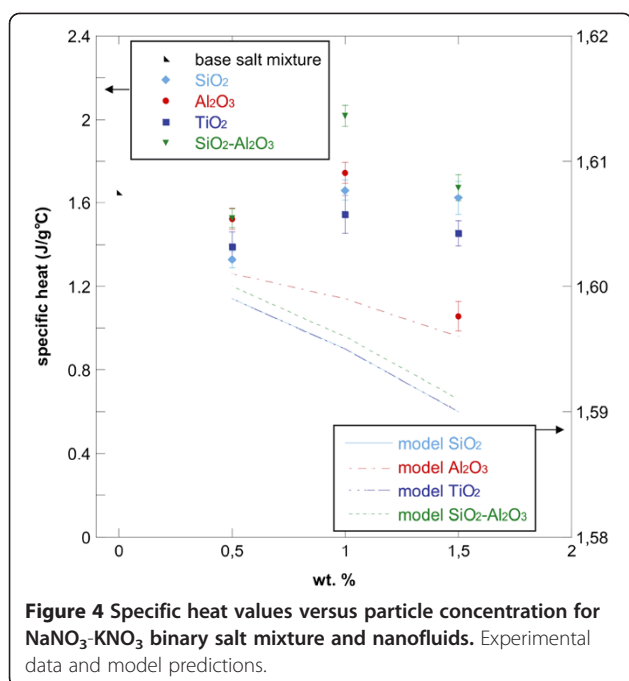 2.4
2
1.6
1.2
0.8
0.4
0
specific heat (J/g°C)
base salt mixture
SiO₂
Al₂O₃
TiO₂
SiO₂-Al₂O₃
1,62
1,610
1,600
1,590
1,58
model SiO₂
model Al₂O₃
model TiO₂
model SiO₂-Al₂O₃
0
0,5
1
1,5
2
wt. %
Figure 4 Specific heat values versus particle concentration for
NaNO₃-KNO₃ binary salt mixture and nanofluids. Experimental
data and model predictions.